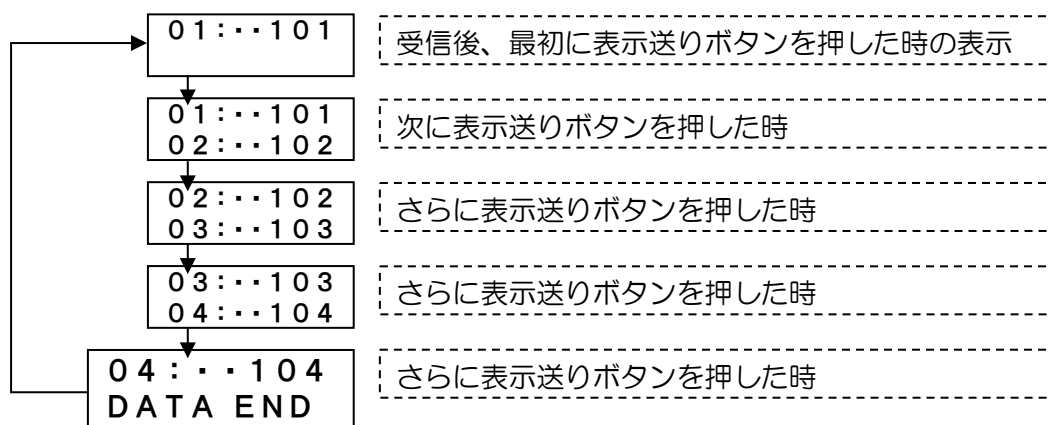 01:・・101
受信後、最初に表示送りボタンを押した時の表示
01:・・101
02:・・102
次に表示送りボタンを押した時
02:・・102
03:・・103
さらに表示送りボタンを押した時
03:・・103
04:・・104
さらに表示送りボタンを押した時
04:・・104
DATA END
さらに表示送りボタンを押した時